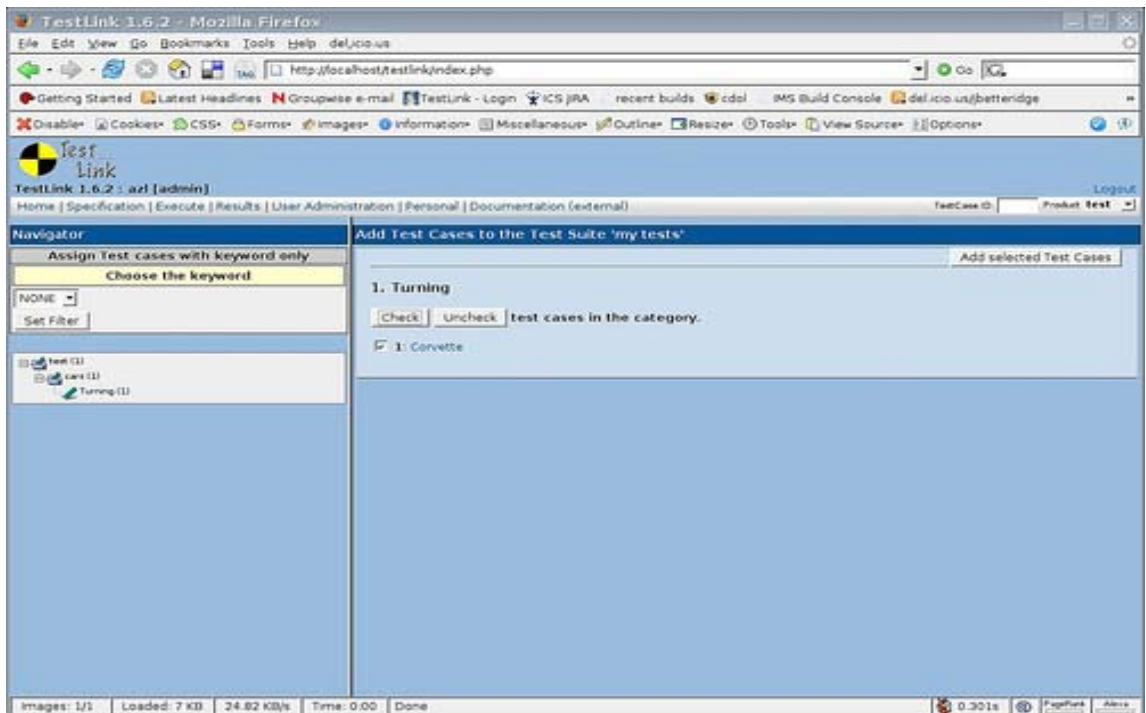 TestLink 1.6.2 - Mozilla Firefox
File Edit View Go Bookmarks Tools Help del.icio.us
TAG http://localhost/testlink/index.php Go
Getting Started Latest Headlines Groupwise e-mail TestLink - Login ICS JIRA recent builds cdol IMS Build Console del.icio.us/betteridge
Disable Cookies CSS Forms Images Information Miscellaneous Outline Resize Tools View Source Options
Test Link
TestLink 1.6.2 : azl [admin] Logout
Home | Specification | Execute | Results | User Administration | Personal | Documentation (external) TestCase ID: Product test
Navigator
Assign Test cases with keyword only
Choose the keyword
NONE
Set Filter
test (1)
cars (1)
Turning (1)
Add Test Cases to the Test Suite 'my tests'
Add selected Test Cases
1. Turning
Check Uncheck test cases in the category.
1: Corvette
Images: 1/1 Loaded: 7 KB 24.82 KB/s Time: 0:00 Done 0.301s PageRank Alexa